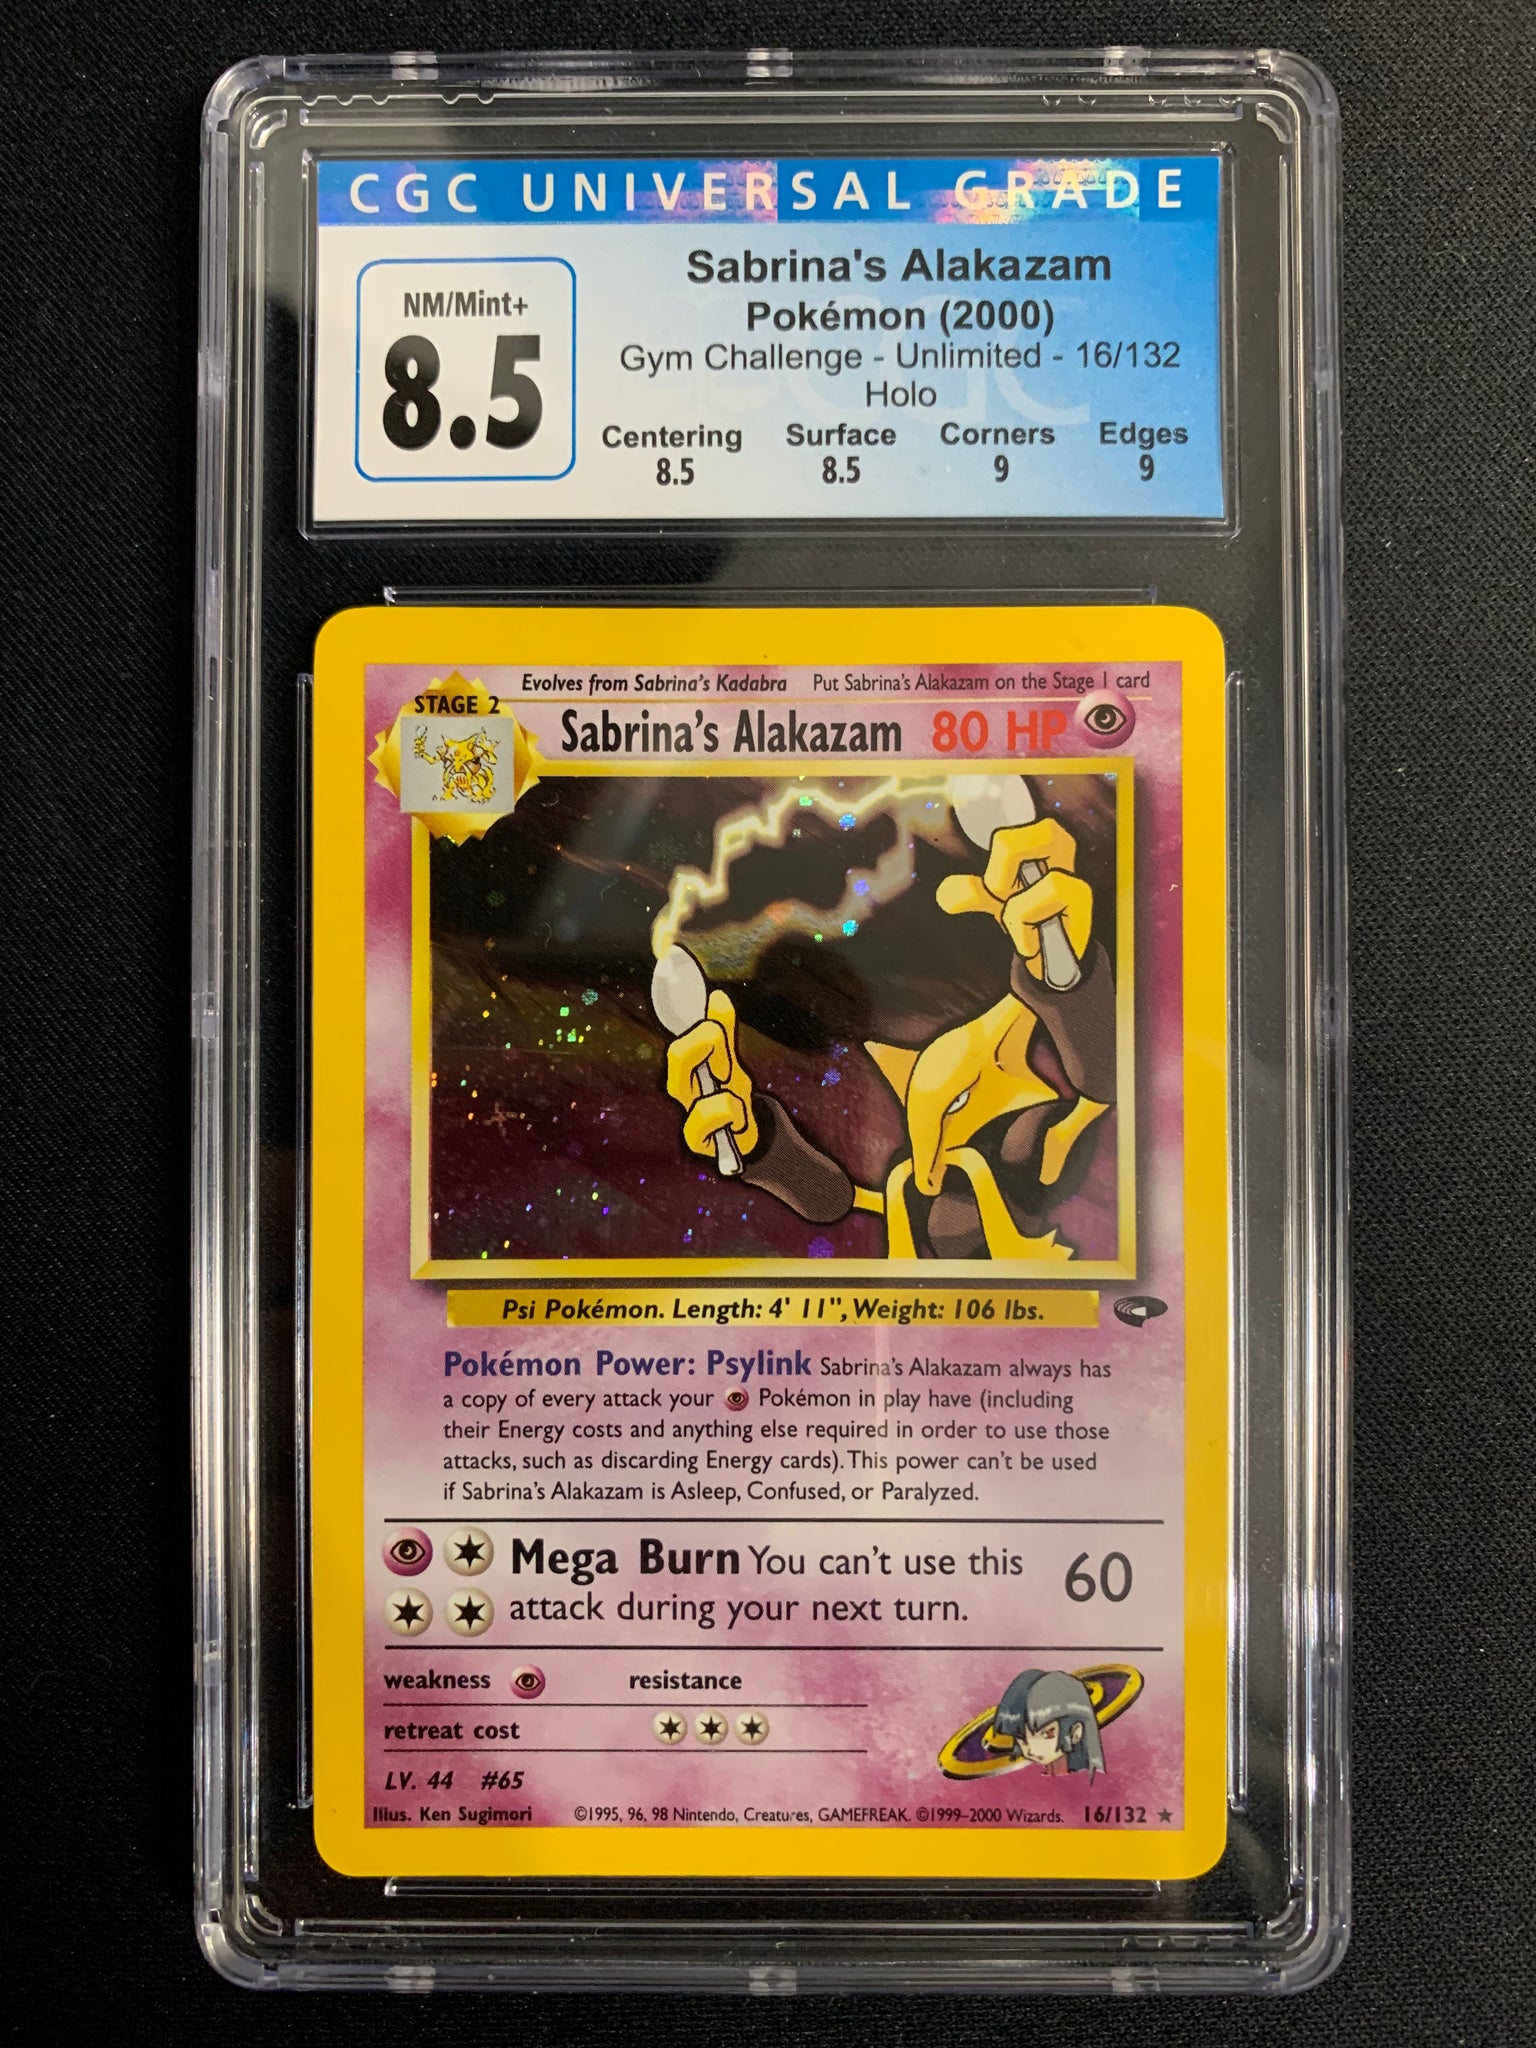 CGC UNIVERSAL GRADE
NM/Mint+
8.5
Sabrina's Alakazam
Pokémon (2000)
Gym Challenge - Unlimited - 16/132
Holo
Centering Surface Corners Edges
8.5 8.5 9 9
Evolves from Sabrina's Kadabra Put Sabrina's Alakazam on the Stage 1 card
STAGE 2
Sabrina's Alakazam 80 HP
Psi Pokémon. Length: 4' 11", Weight: 106 lbs.
Pokémon Power: Psylink Sabrina's Alakazam always has
a copy of every attack your Pokémon in play have (including
their Energy costs and anything else required in order to use those
attacks, such as discarding Energy cards). This power can't be used
if Sabrina's Alakazam is Asleep, Confused, or Paralyzed.
Mega Burn You can't use this 60
attack during your next turn.
weakness resistance
retreat cost
LV. 44 #65
Illus. Ken Sugimori ©1995, 96, 98 Nintendo, Creatures, GAMEFREAK. ©1999–2000 Wizards. 16/132 ★